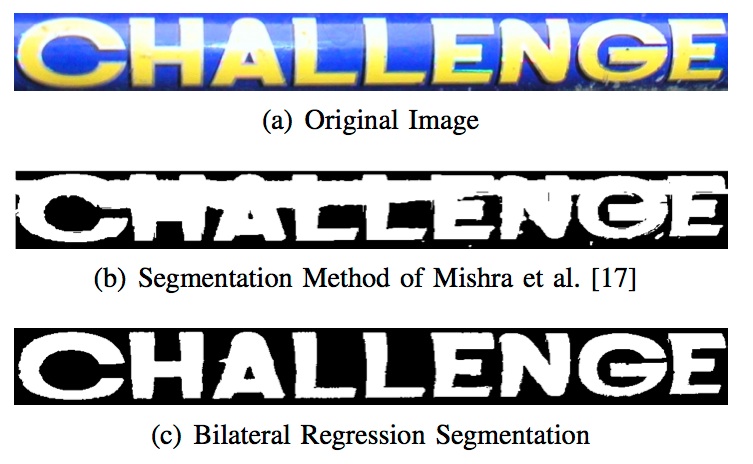 CHALLENGE
(a) Original Image
CHALLENGE
(b) Segmentation Method of Mishra et al. [17]
CHALLENGE
(c) Bilateral Regression Segmentation